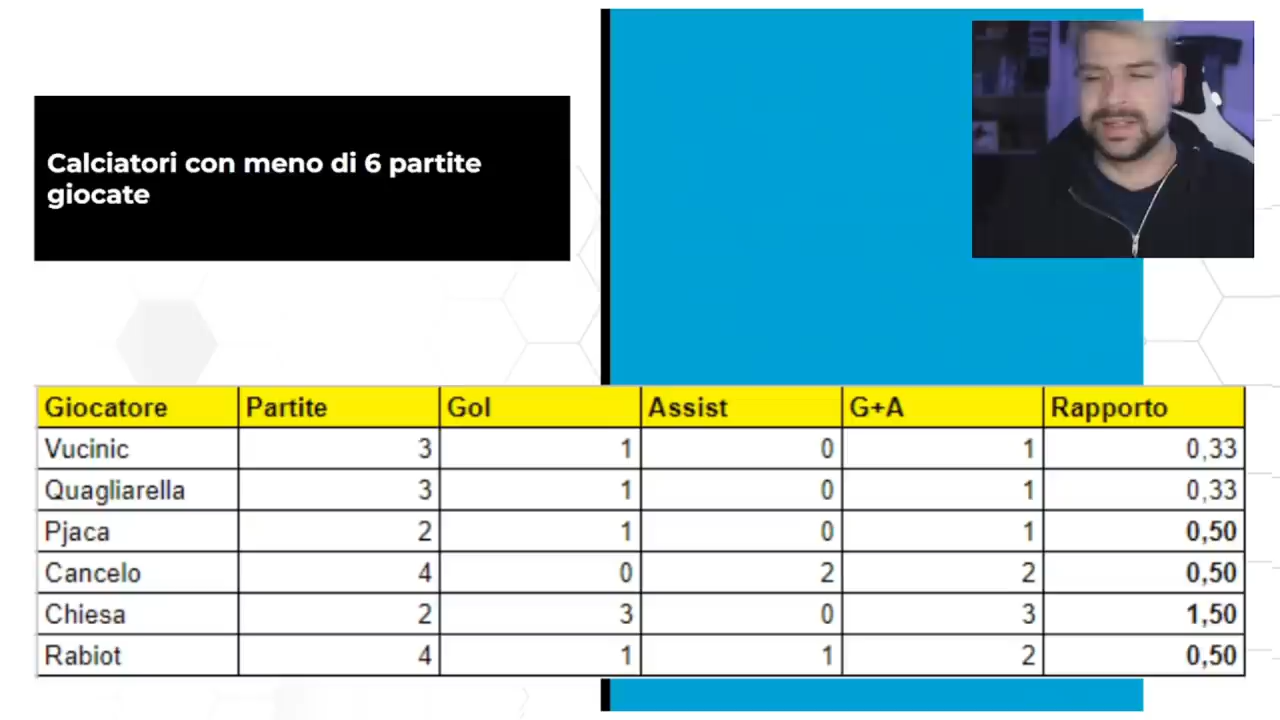 Calciatori con meno di 6 partite
giocate
Giocatore Partite Gol Assist G+A Rapporto
Vucinic 3 1 0 1 0,33
Quagliarella 3 1 0 1 0,33
Pjaca 2 1 0 1 0,50
Cancelo 4 0 2 2 0,50
Chiesa 2 3 0 3 1,50
Rabiot 4 1 1 2 0,50